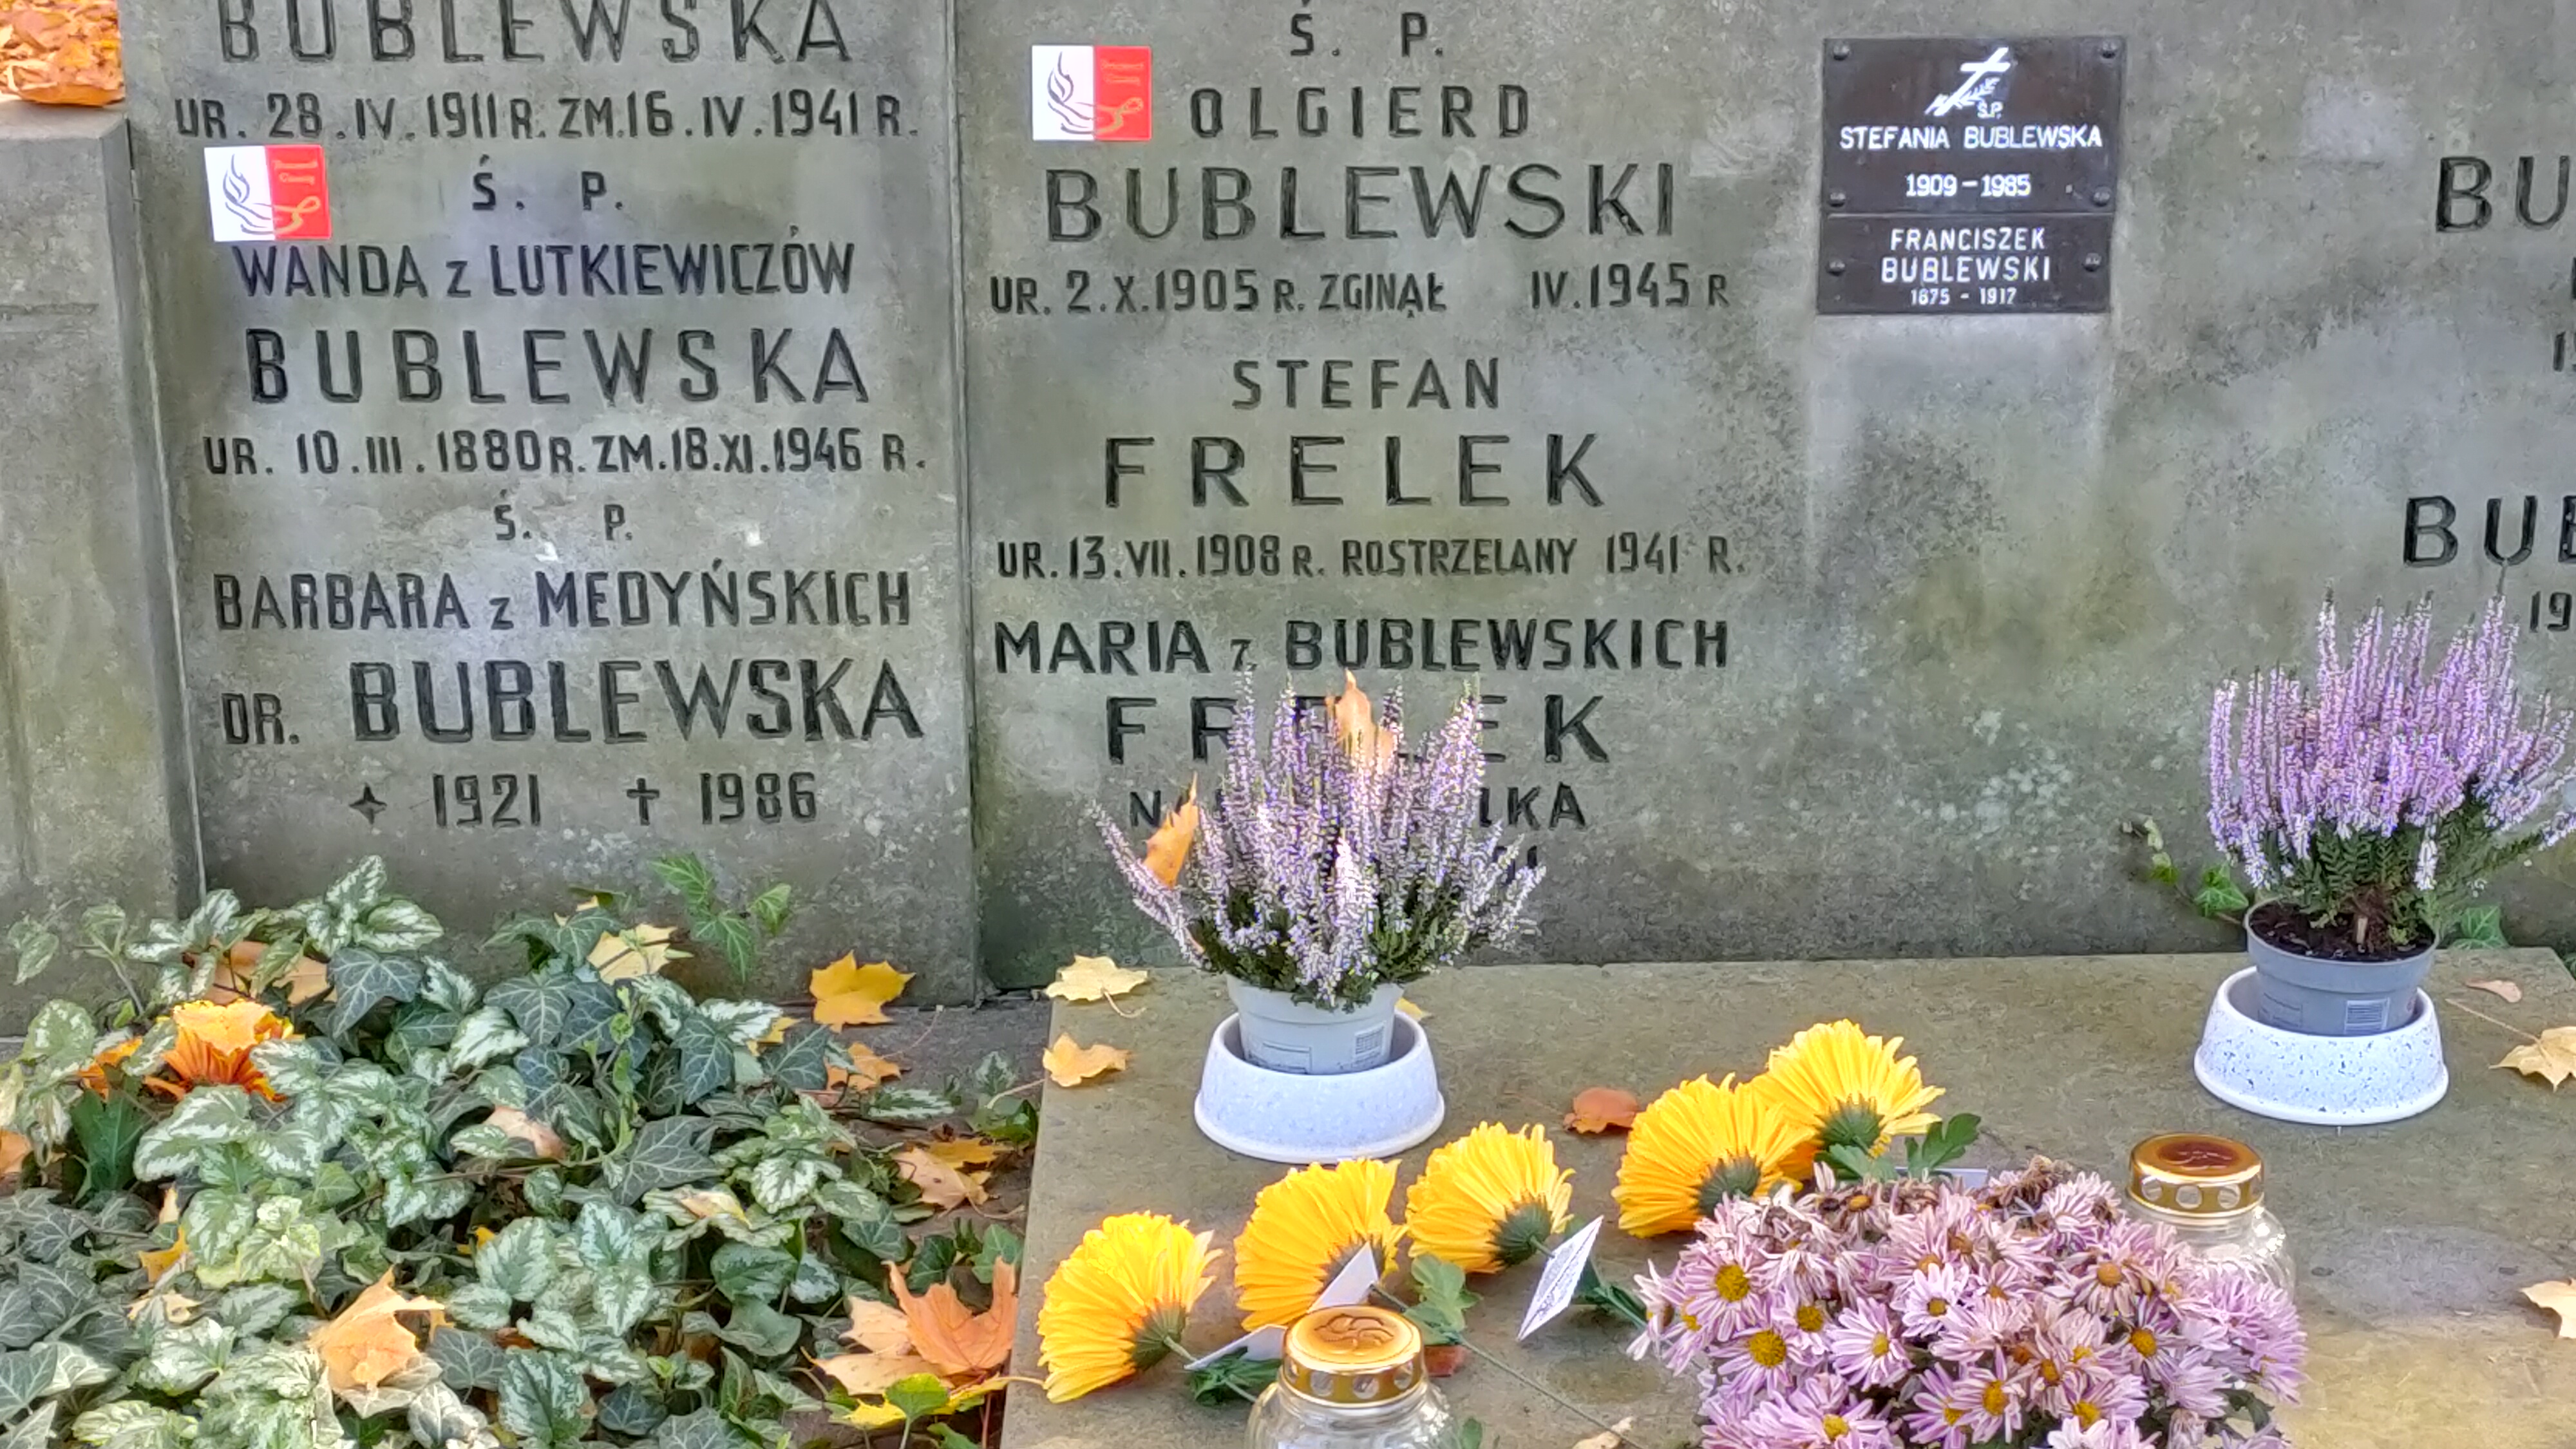 BUBLEWSKA
UR. 28.IV.1911 R. ZM.16.IV.1941 R.
Ś. P.
WANDA z LUTKIEWICZÓW
BUBLEWSKA
UR. 10.III.1880 R. ZM.18.XI.1946 R.
Ś. P.
BARBARA z MEDYŃSKICH
DR. BUBLEWSKA
1921 † 1986
Ś. P.
OLGIERD
BUBLEWSKI
UR. 2.X.1905 R. ZGINĄŁ IV.1945 R
STEFAN
FRELEK
UR.13.VII.1908 R. ROSTRZELANY 1941 R.
MARIA z BUBLEWSKICH
FRELEK
Ś.P.
STEFANIA BUBLEWSKA
1909 – 1985
FRANCISZEK
BUBLEWSKI
1875 - 1917